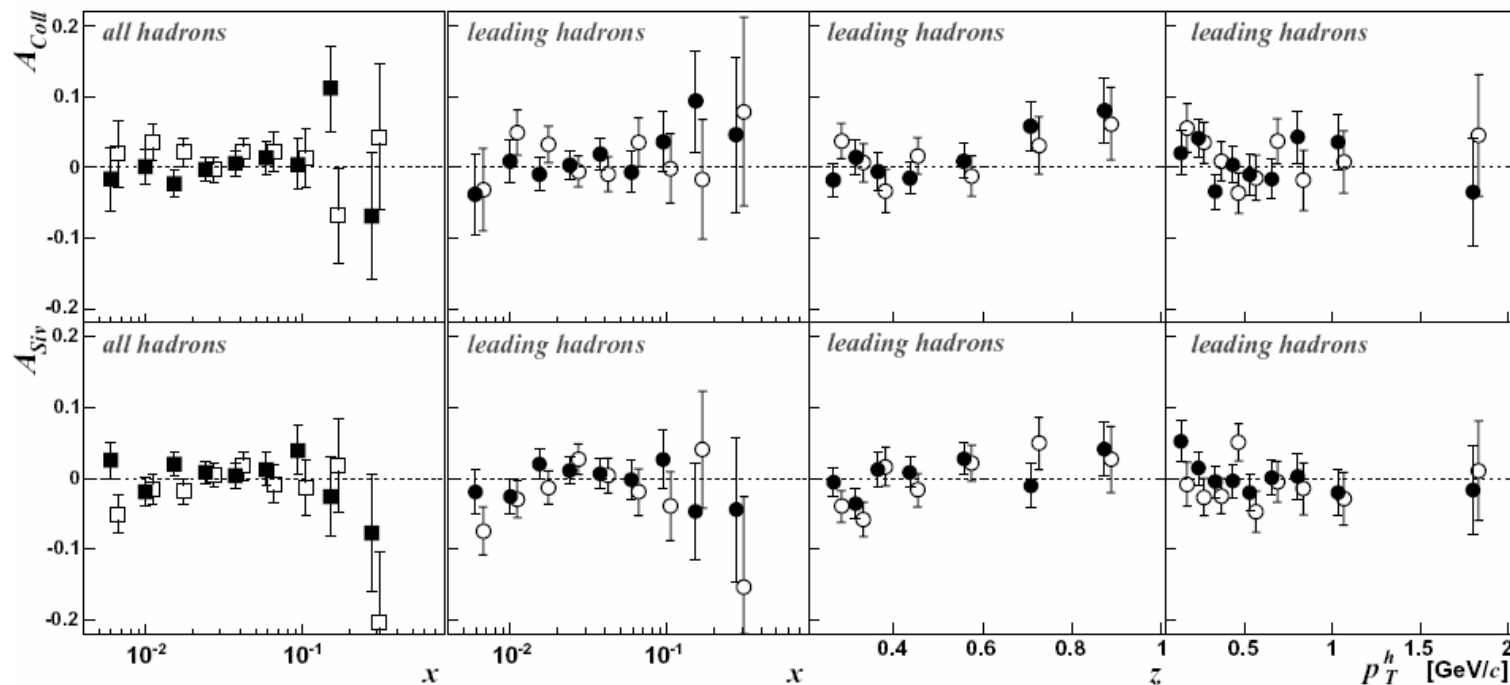 A_Coll
0.2
0.1
0
-0.1
-0.2
all hadrons
leading hadrons
leading hadrons
leading hadrons
A_Siv
0.2
0.1
0
-0.1
-0.2
all hadrons
leading hadrons
leading hadrons
leading hadrons
10^-2 10^-1 x
10^-2 10^-1 x
0.4 0.6 0.8 1 z
0.5 1 1.5 2 p_T^h [GeV/c]